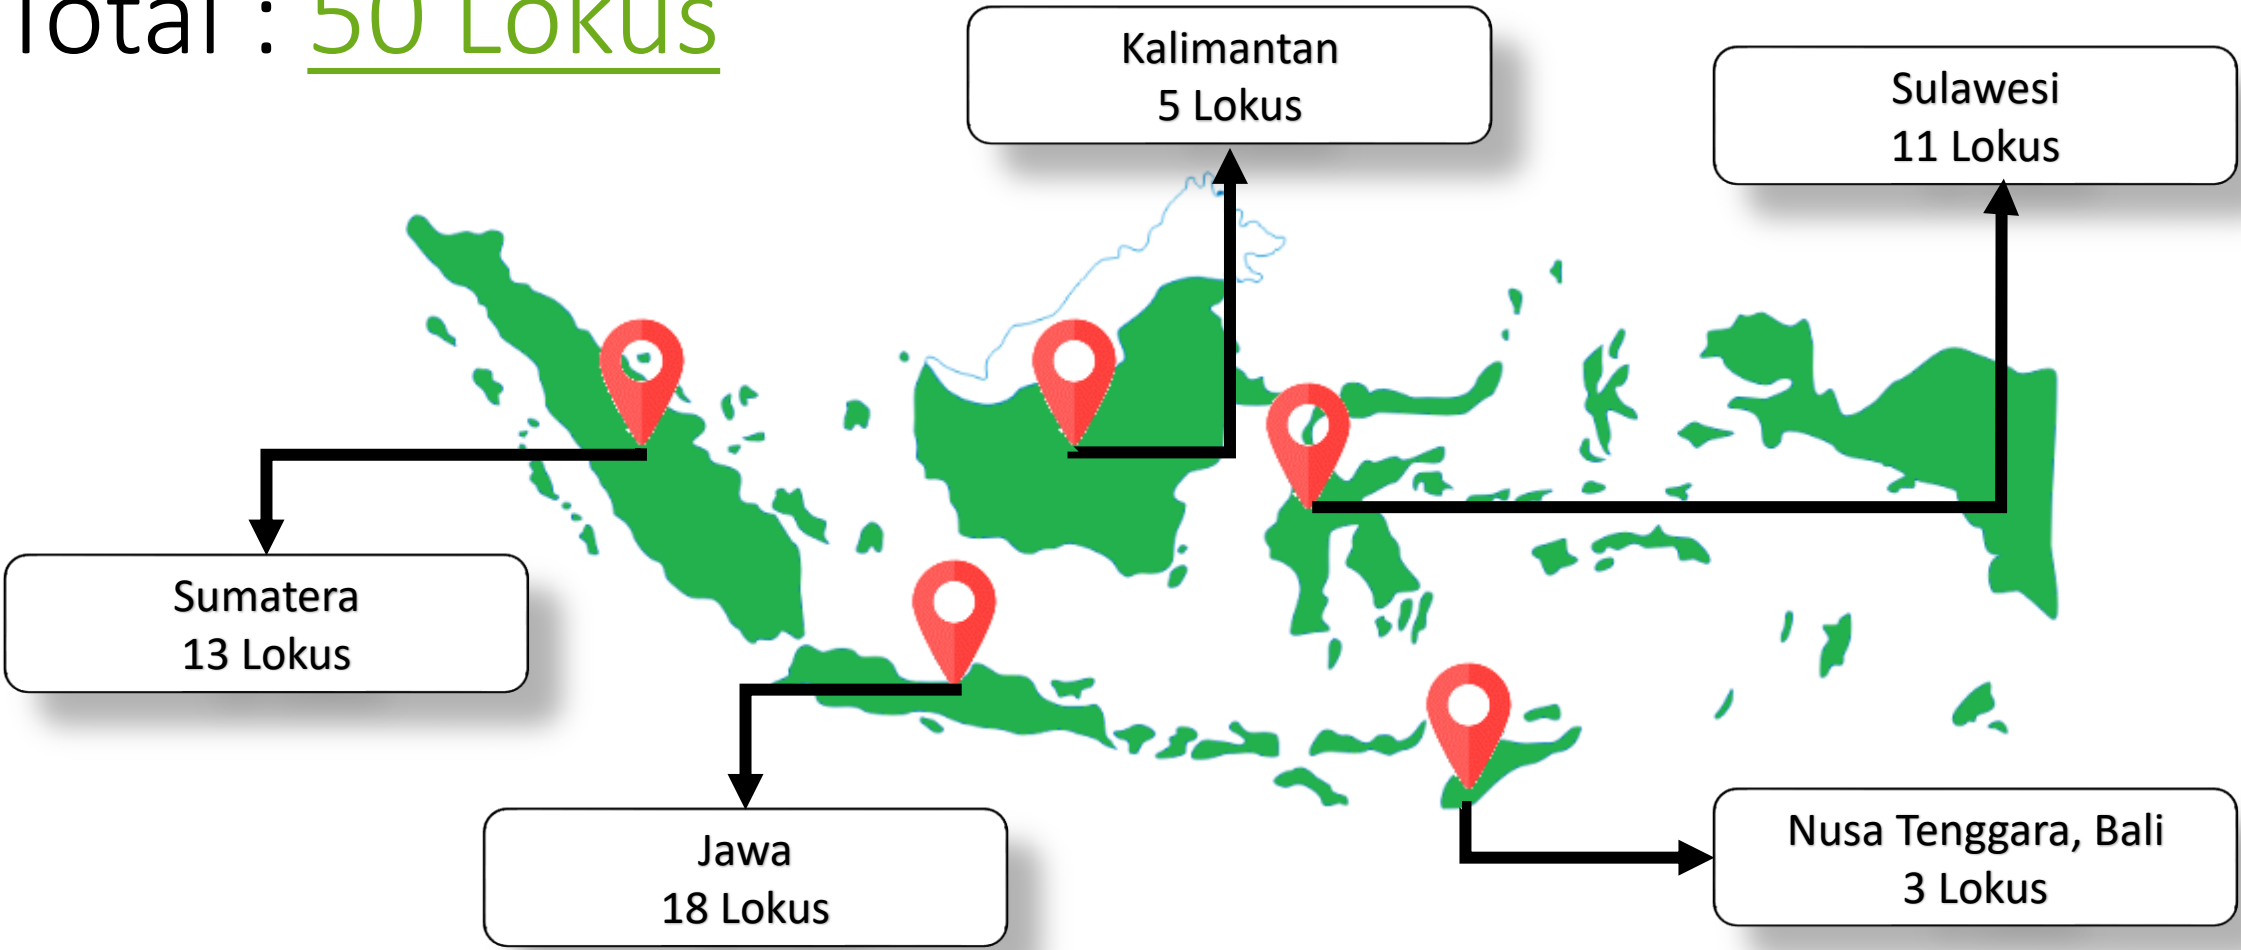 Total : 50 Lokus
Kalimantan
5 Lokus
Sulawesi
11 Lokus
Sumatera
13 Lokus
Jawa
18 Lokus
Nusa Tenggara, Bali
3 Lokus